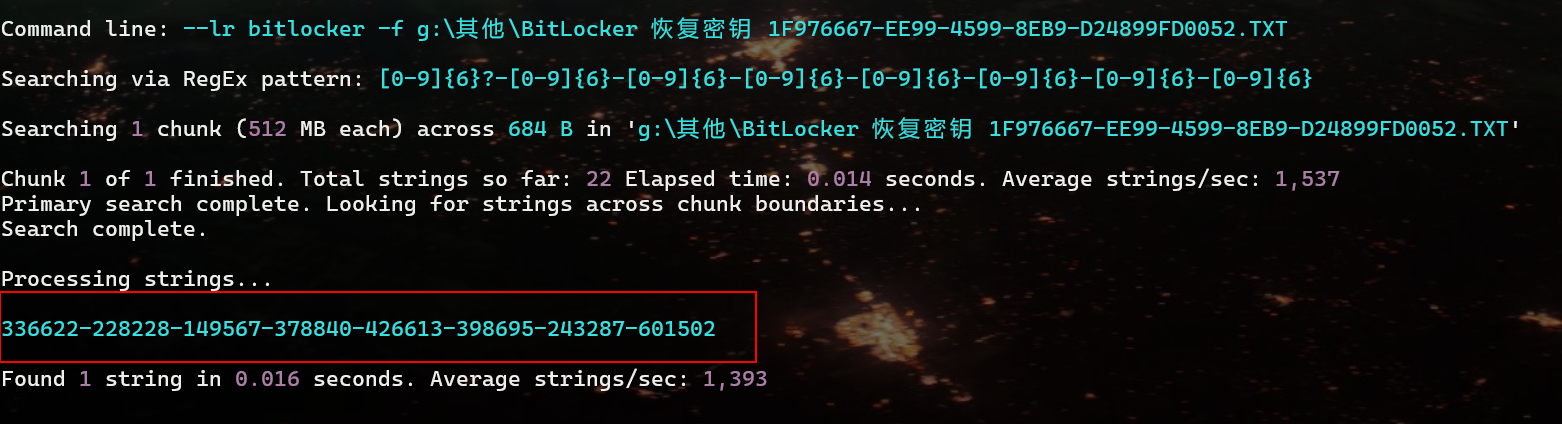 Command line: --lr bitlocker -f g:\其他\BitLocker 恢复密钥 1F976667-EE99-4599-8EB9-D24899FD0052.TXT
Searching via RegEx pattern: [0-9]{6}?-[0-9]{6}-[0-9]{6}-[0-9]{6}-[0-9]{6}-[0-9]{6}-[0-9]{6}-[0-9]{6}
Searching 1 chunk (512 MB each) across 684 B in 'g:\其他\BitLocker 恢复密钥 1F976667-EE99-4599-8EB9-D24899FD0052.TXT'
Chunk 1 of 1 finished. Total strings so far: 22 Elapsed time: 0.014 seconds. Average strings/sec: 1,537
Primary search complete. Looking for strings across chunk boundaries...
Search complete.
Processing strings...
336622-228228-149567-378840-426613-398695-243287-601502
Found 1 string in 0.016 seconds. Average strings/sec: 1,393